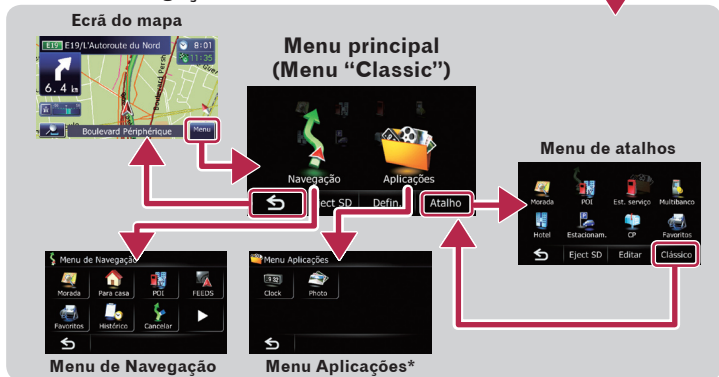 Ecrã do mapa
E19 E19/L'Autoroute du Nord
8:01
11:35
6.4 km
Boulevard Périphérique
Menu
Menu principal
(Menu “Classic”)
Navegação
Aplicações
Eject SD
Defin.
Atalho
Menu de atalhos
Morada
POI
Est. serviço
Multibanco
Hotel
Estacionam.
CP
Favoritos
Eject SD
Editar
Clássico
Menu de Navegação
Morada
Para casa
POI
FEEDS
Favoritos
Histórico
Cancelar
Menu de Navegação
Menu Aplicações
Clock
Photo
Menu Aplicações*